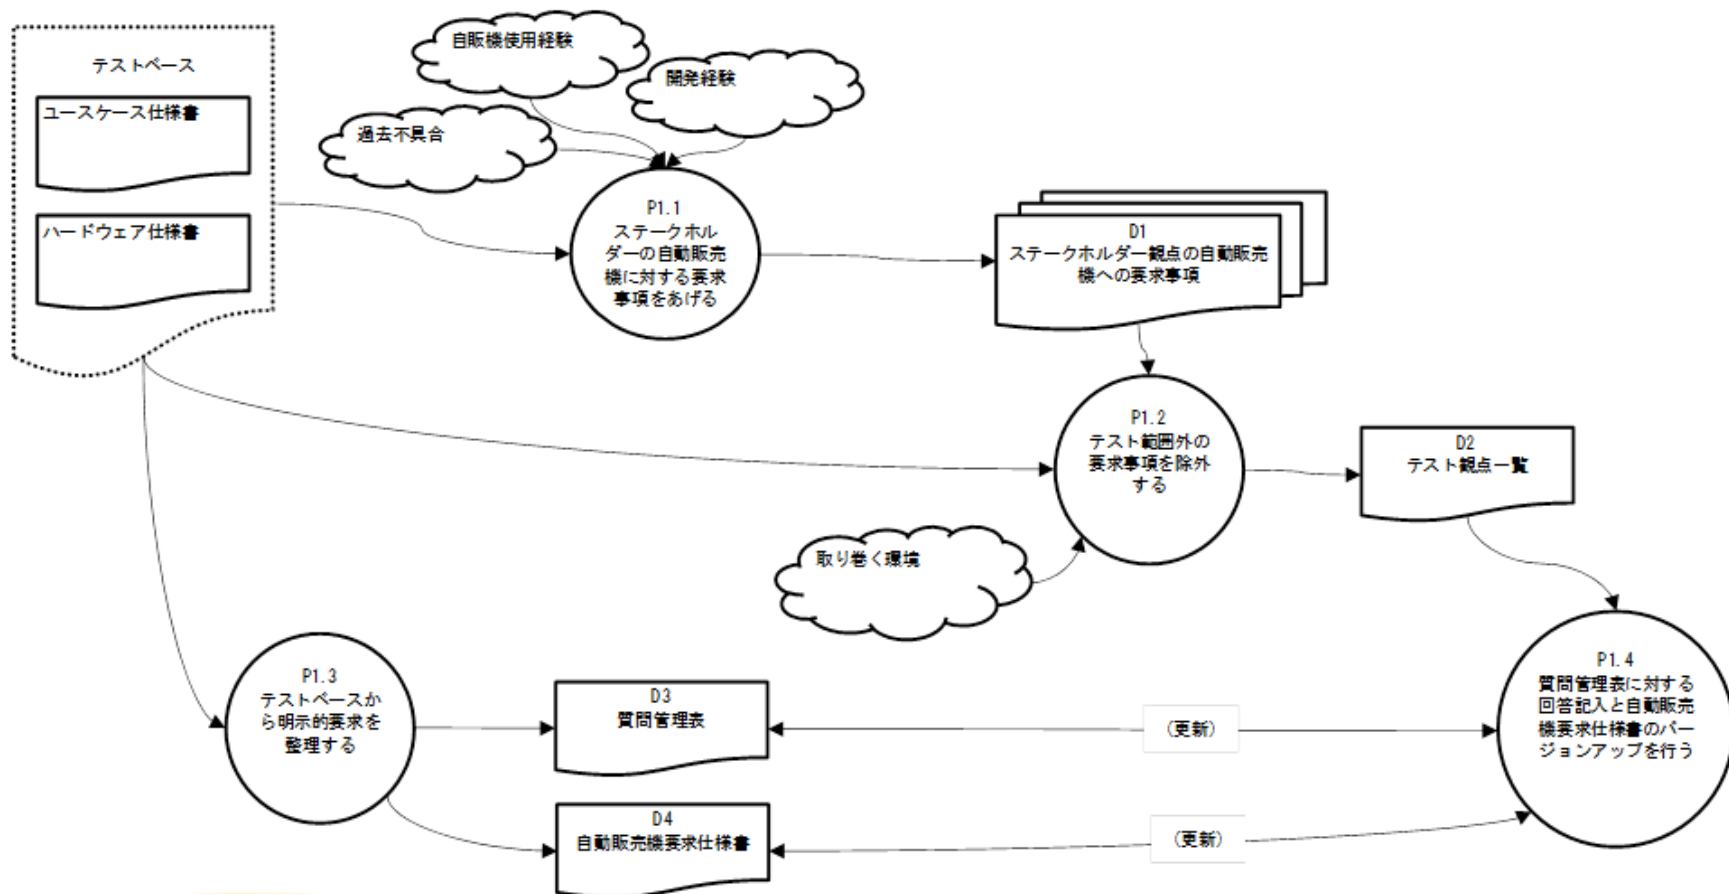 テストベース
ユースケース仕様書
ハードウェア仕様書
自販機使用経験
開発経験
過去不具合
P1.1
ステークホル
ダーの自動販売
機に対する要求
事項をあげる
D1
ステークホルダー観点の自動販売
機への要求事項
P1.2
テスト範囲外の
要求事項を除外
する
D2
テスト観点一覧
取り巻く環境
P1.3
テストベースか
ら明示的要求を
整理する
D3
質問管理表
(更新)
P1.4
質問管理表に対する
回答記入と自動販売
機要求仕様書のバー
ジョンアップを行う
D4
自動販売機要求仕様書
(更新)